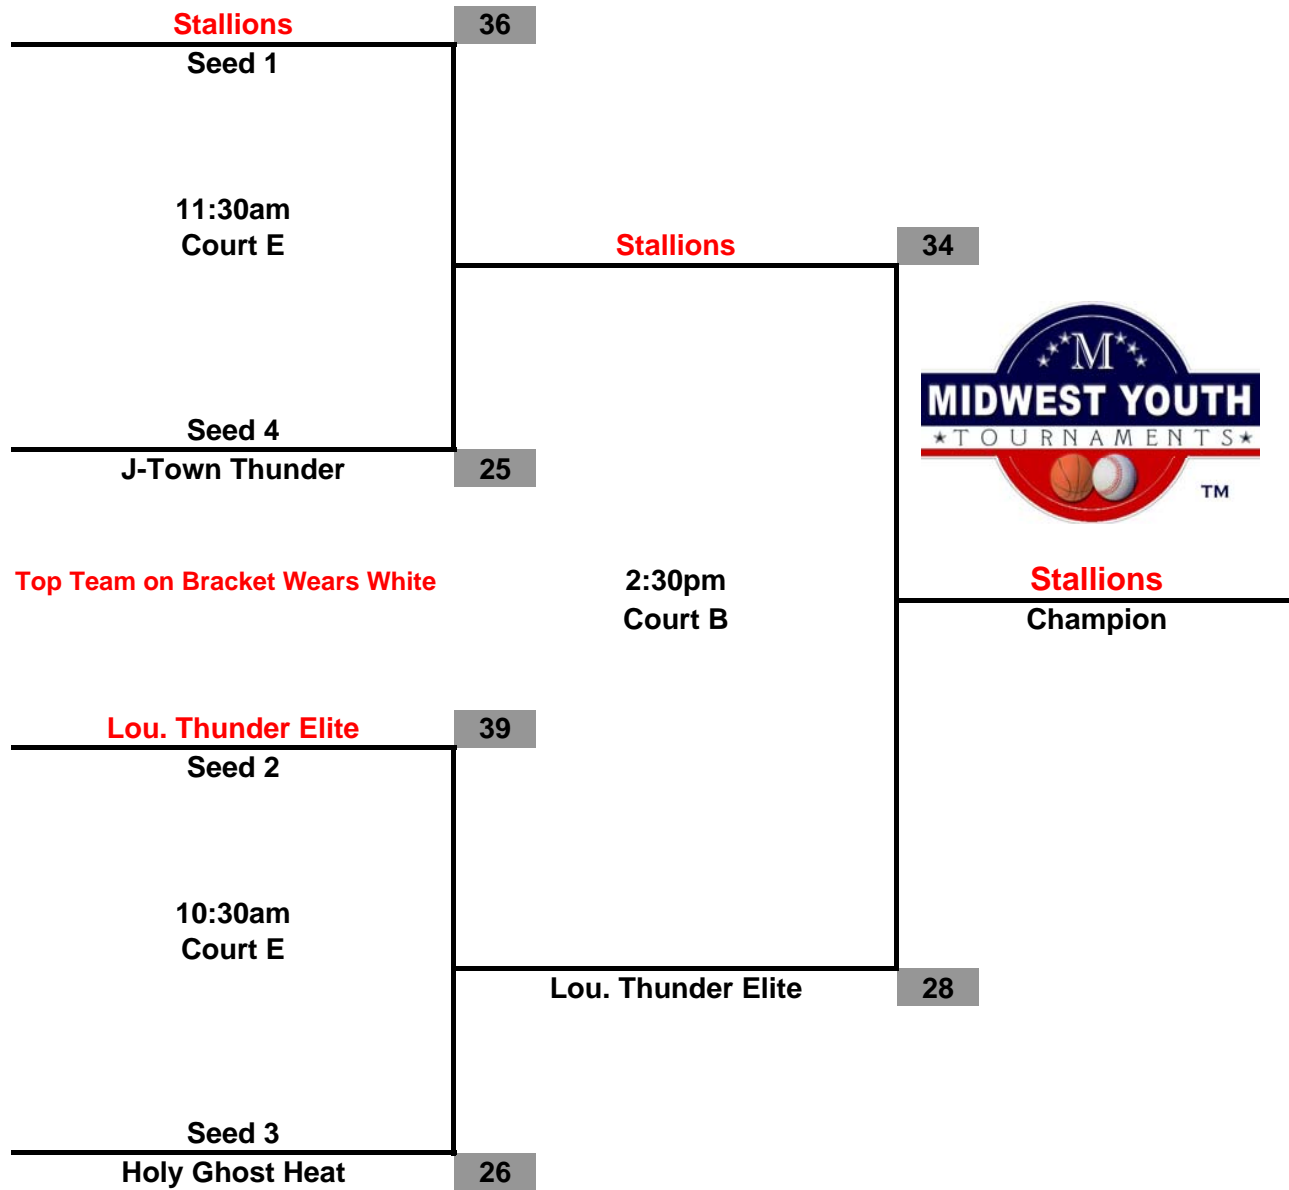 Stallions 36
Seed 1
11:30am
Court E
Stallions 34
M
MIDWEST YOUTH
★TOURNAMENTS★
TM
Seed 4
J-Town Thunder 25
Top Team on Bracket Wears White
2:30pm
Court B
Stallions
Champion
Lou. Thunder Elite 39
Seed 2
10:30am
Court E
Lou. Thunder Elite 28
Seed 3
Holy Ghost Heat 26